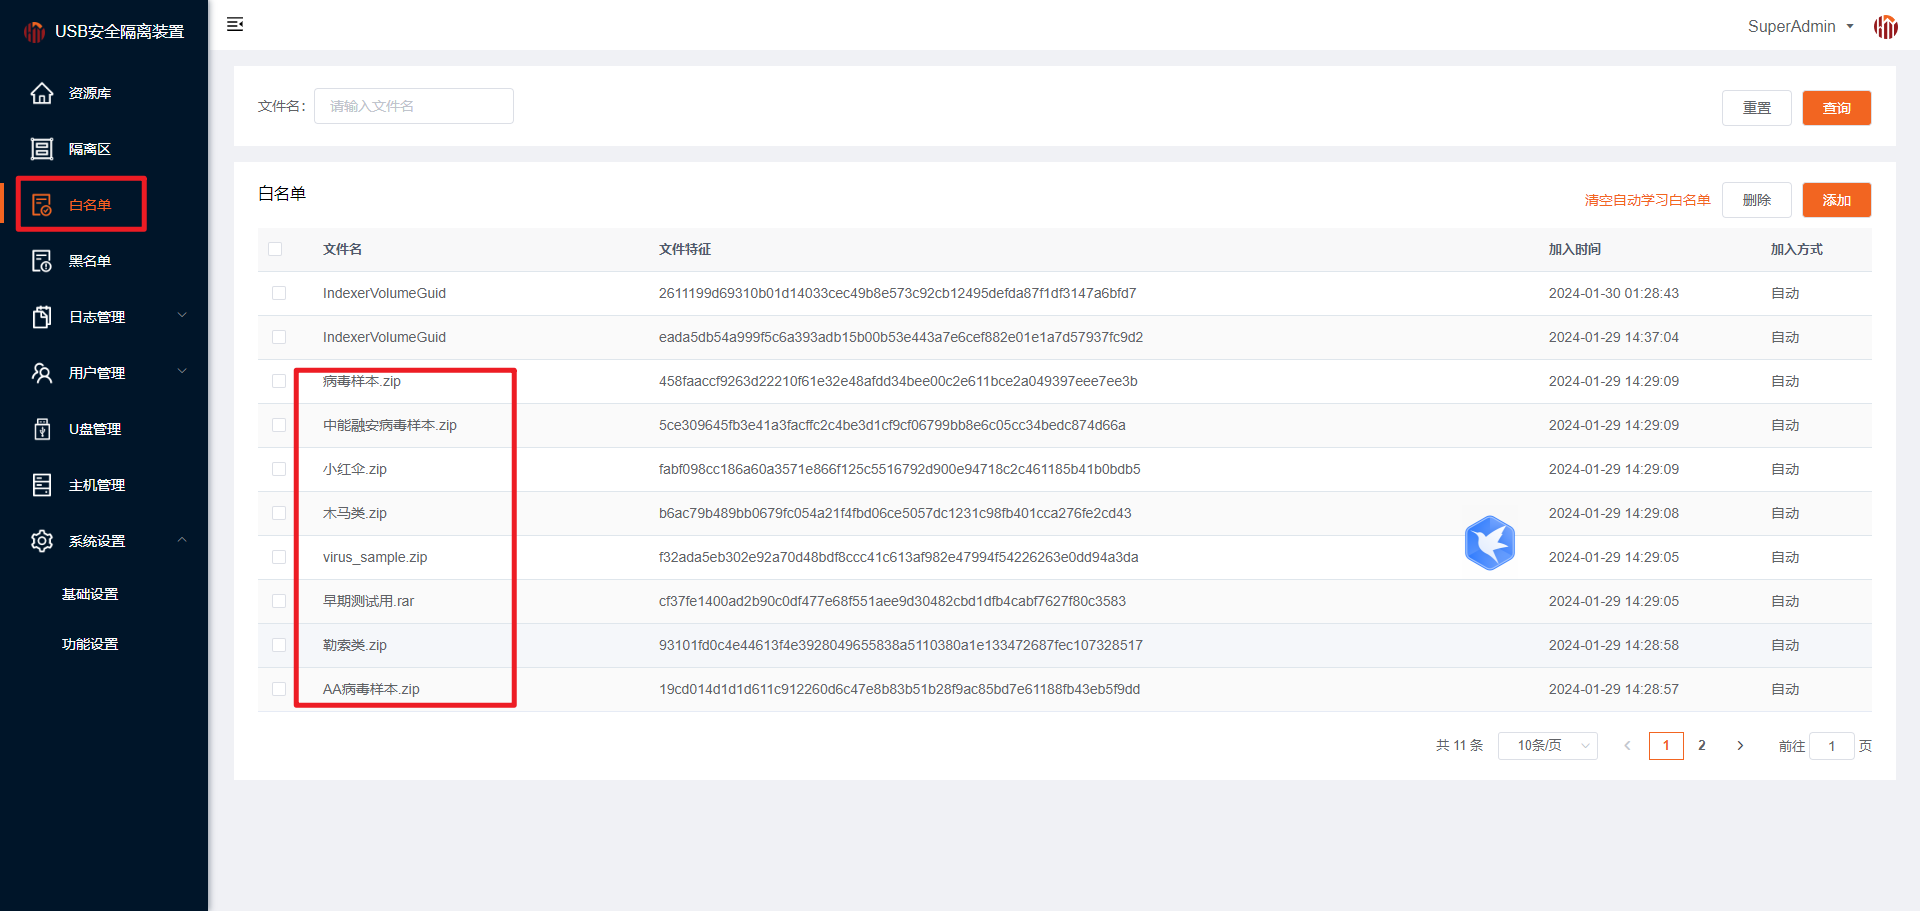 USB安全隔离装置
SuperAdmin
资源库
隔离区
白名单
黑名单
日志管理
用户管理
U盘管理
主机管理
系统设置
基础设置
功能设置
文件名： 请输入文件名 重置 查询
白名单 清空自动学习白名单 删除 添加
文件名 文件特征 加入时间 加入方式
IndexerVolumeGuid 2611199d69310b01d14033cec49b8e573c92cb12495defda87f1df3147a6bfd7 2024-01-30 01:28:43 自动
IndexerVolumeGuid eada5db54a999f5c6a393adb15b00b53e443a7e6cef882e01e1a7d57937fc9d2 2024-01-29 14:37:04 自动
病毒样本.zip 458faaccf9263d22210f61e32e48afdd34bee00c2e611bce2a049397eee7ee3b 2024-01-29 14:29:09 自动
中能融安病毒样本.zip 5ce309645fb3e41a3facffc2c4be3d1cf9cf06799bb8e6c05cc34bedc874d66a 2024-01-29 14:29:09 自动
小红伞.zip fabf098cc186a60a3571e866f125c5516792d900e94718c2c461185b41b0bdb5 2024-01-29 14:29:09 自动
木马类.zip b6ac79b489bb0679fc054a21f4fbd06ce5057dc1231c98fb401cca276fe2cd43 2024-01-29 14:29:08 自动
virus_sample.zip f32ada5eb302e92a70d48bdf8ccc41c613af982e47994f54226263e0dd94a3da 2024-01-29 14:29:05 自动
早期测试用.rar cf37fe1400ad2b90c0df477e68f551aee9d30482cbd1dfb4cabf7627f80c3583 2024-01-29 14:29:05 自动
勒索类.zip 93101fd0c4e44613f4e3928049655838a5110380a1e133472687fec107328517 2024-01-29 14:28:58 自动
AA病毒样本.zip 19cd014d1d1d611c912260d6c47e8b83b51b28f9ac85bd7e61188fb43eb5f9dd 2024-01-29 14:28:57 自动
共 11 条 10条/页 1 2 前往 1 页